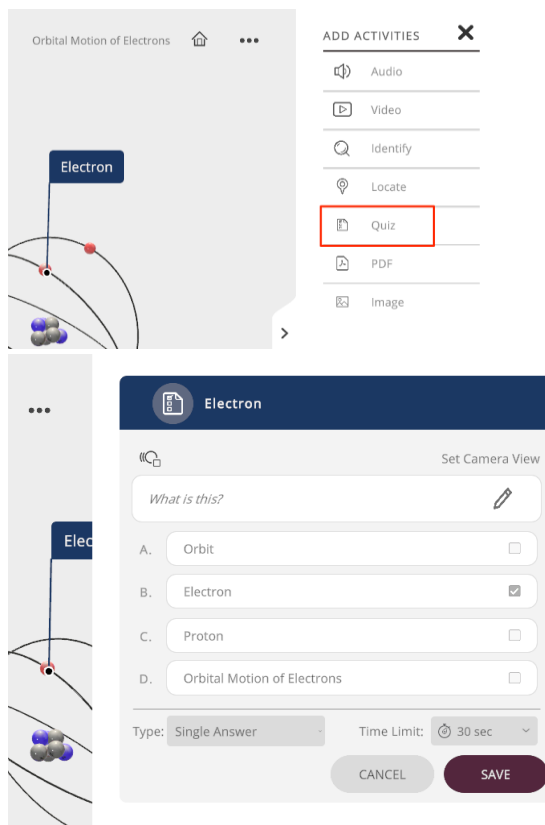 Orbital Motion of Electrons
ADD ACTIVITIES
Audio
Video
Identify
Locate
Quiz
PDF
Image
Electron
Electron
Set Camera View
What is this?
A. Orbit
B. Electron
C. Proton
D. Orbital Motion of Electrons
Type: Single Answer Time Limit: 30 sec
CANCEL SAVE
Elec